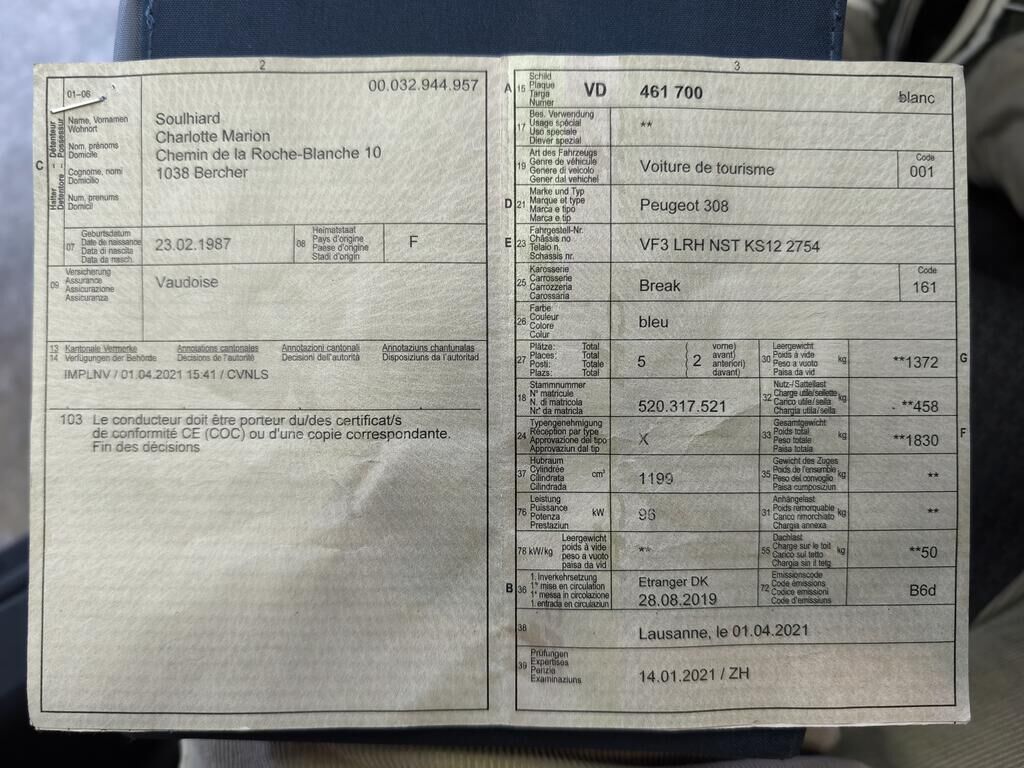 2
01-06
00.032.944.957
C
Halter – Détenteur
Detentore – Possessur
Name, Vornamen
Wohnort
Nom, prénoms
Domicile
Cognome, nomi
Domicilio
Num, prenums
Domicil
Soulhiard
Charlotte Marion
Chemin de la Roche-Blanche 10
1038 Bercher
07
Geburtsdatum
Date de naissance
Data di nascita
Data da nasch.
23.02.1987
08
Heimatstaat
Pays d'origine
Paese d'origine
Stadi d'origin
F
09
Versicherung
Assurance
Assicurazione
Assicuranza
Vaudoise
13 Kantonale Vermerke Annotations cantonales Annotazioni cantonali Annotaziuns chantunalas
14 Verfügungen der Behörde Décisions de l'autorité Decisioni dell'autorità Disposiziuns da l'autoritad
IMPLNV / 01.04.2021 15:41 / CVNLS
103 Le conducteur doit être porteur du/des certificat/s
de conformité CE (COC) ou d'une copie correspondante.
Fin des décisions
3
A 15
Schild
Plaque
Targa
Numer
VD 461 700 blanc
17
Bes. Verwendung
Usage spécial
Uso speciale
Diever spezial
**
19
Art des Fahrzeugs
Genre de véhicule
Genere di veicolo
Gener dal vehichel
Voiture de tourisme
Code
001
D 21
Marke und Typ
Marque et type
Marca e tipo
Marca e tip
Peugeot 308
E 23
Fahrgestell-Nr.
Châssis no
Telaio n.
Schassis nr.
VF3 LRH NST KS12 2754
25
Karosserie
Carrosserie
Carrozzeria
Carossaria
Break
Code
161
26
Farbe
Couleur
Colore
Colur
bleu
27
Plätze: Total
Places: Total
Posti: Totale
Plazs: Total
5
( 2
vorne)
avant)
anteriori)
davant)
30
Leergewicht
Poids à vide
Peso a vuoto
Paisa da vid
kg
**1372
G
18
Stammnummer
N° matricule
N. di matricola
Nr. da matricla
520.317.521
32
Nutz-/Sattellast
Charge utile/sellette
Carico utile/sella
Chargia utila/sella
kg
**458
24
Typengenehmigung
Réception par type
Approvazione del tipo
Approvaziun dal tip
X
33
Gesamtgewicht
Poids total
Peso totale
Paisa totala
kg
**1830
F
37
Hubraum
Cylindrée
Cilindrata
Cilindrada
cm³
1199
35
Gewicht des Zuges
Poids de l'ensemble
Peso del convoglio
Paisa cumposiziun
kg
**
76
Leistung
Puissance
Potenza
Prestaziun
kW
96
31
Anhängelast
Poids remorquable
Carico rimorchiato
Chargia annexa
kg
**
78 kW/kg
Leergewicht
poids à vide
peso a vuoto
paisa da vid
**
55
Dachlast
Charge sur le toit
Carico sul tetto
Chargia sin il tetg
kg
**50
B 36
1. Inverkehrsetzung
1re mise en circulation
1a messa in circolazione
1. entrada en circulaziun
Etranger DK
28.08.2019
72
Emissionscode
Code émissions
Codice emissioni
Code d'emissiuns
B6d
38
Lausanne, le 01.04.2021
39
Prüfungen
Expertises
Perizie
Examinaziuns
14.01.2021 / ZH